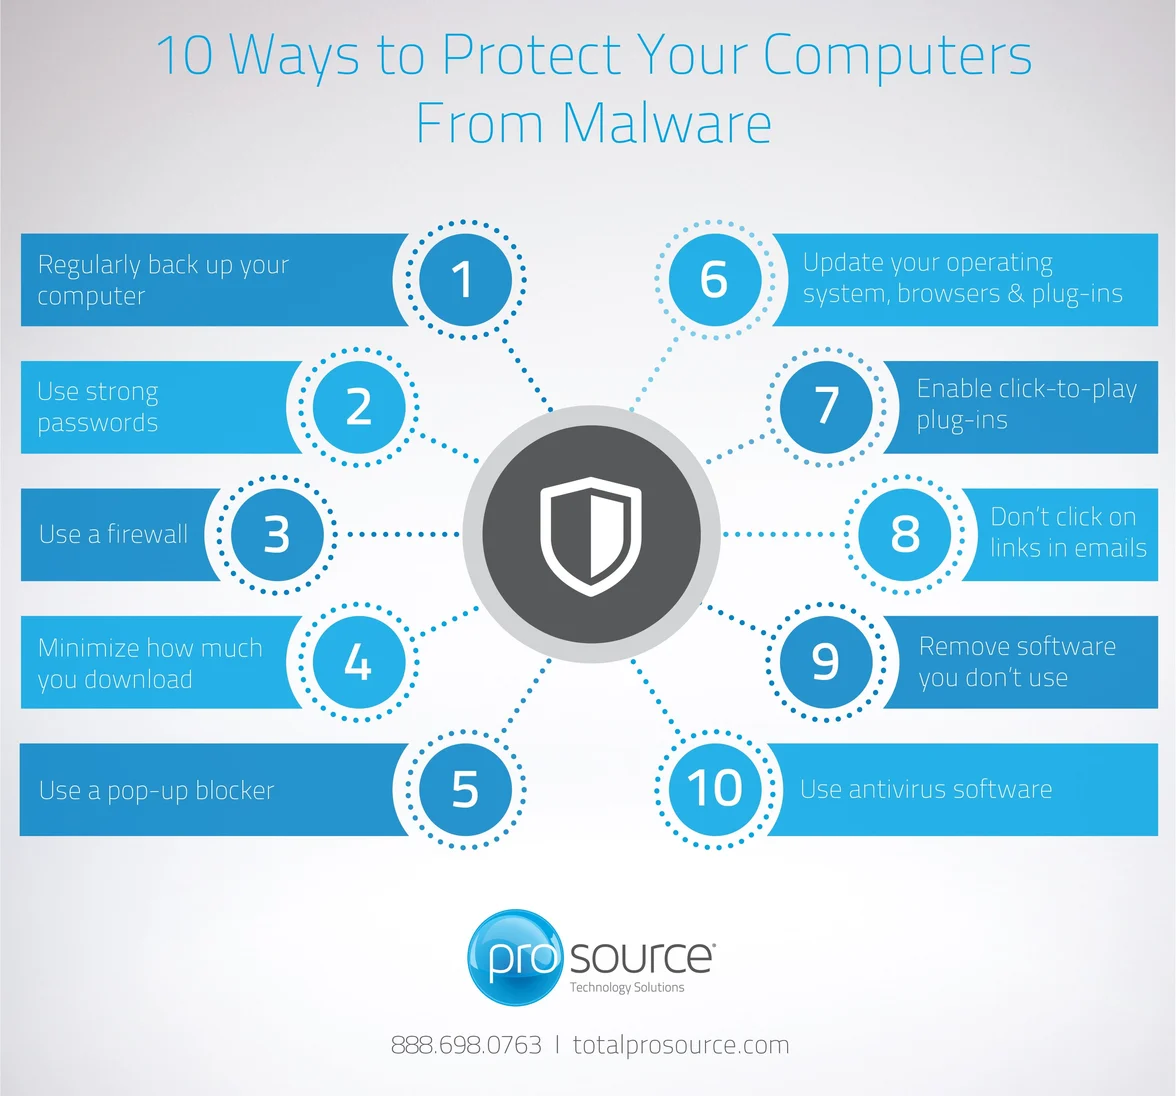 10 Ways to Protect Your Computers
From Malware
1
Regularly back up your
computer
2
Use strong
passwords
3
Use a firewall
4
Minimize how much
you download
5
Use a pop-up blocker
6
Update your operating
system, browsers & plug-ins
7
Enable click-to-play
plug-ins
8
Don't click on
links in emails
9
Remove software
you don't use
10
Use antivirus software
pro source®
Technology Solutions
888.698.0763 | totalprosource.com